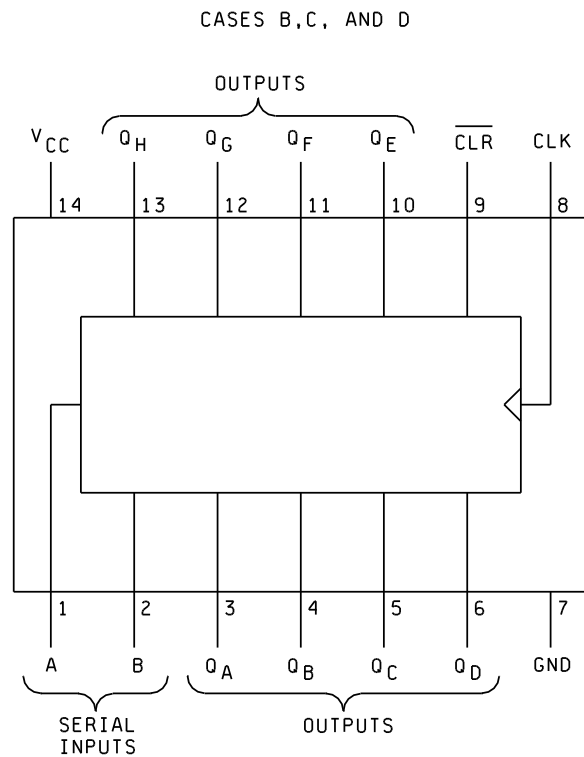 CASES B,C, AND D
OUTPUTS
VCC QH QG QF QE CLR CLK
14 13 12 11 10 9 8
1 2 3 4 5 6 7
A B QA QB QC QD GND
SERIAL
INPUTS
OUTPUTS